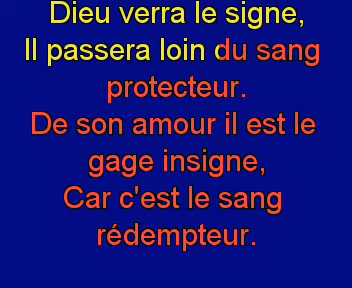 Dieu verra le signe,
Il passera loin du sang
protecteur.
De son amour il est le
gage insigne,
Car c'est le sang
rédempteur.